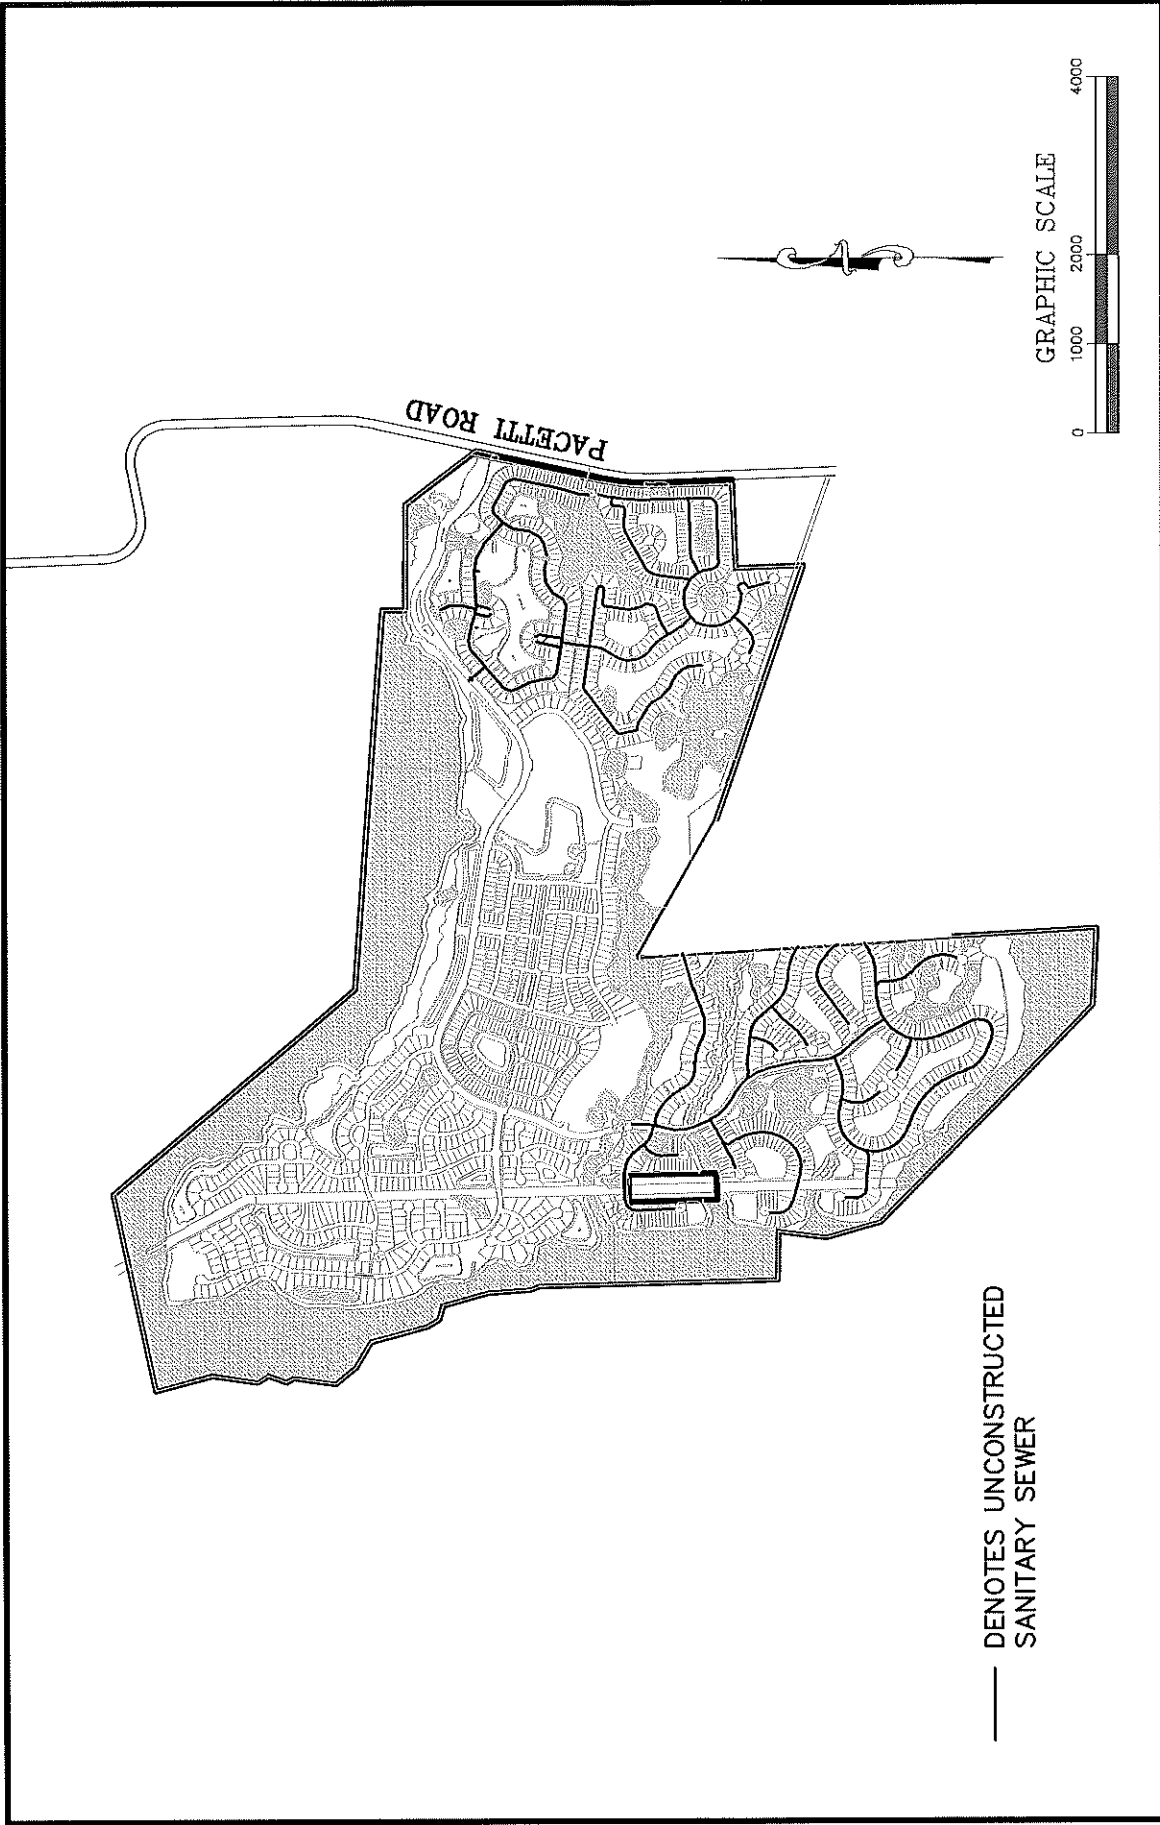 PACETTI ROAD
N
GRAPHIC SCALE
0 1000 2000 4000
DENOTES UNCONSTRUCTED
SANITARY SEWER